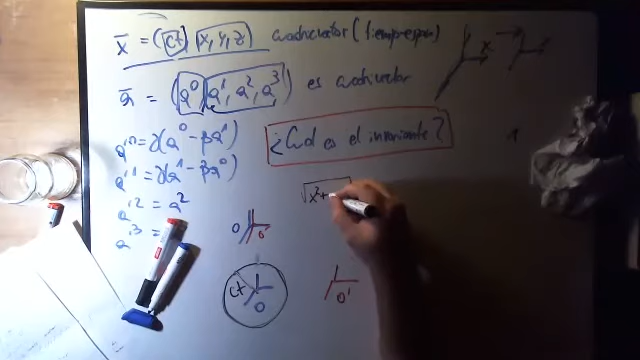 x̄ = (ct, x, y, z) cuadrivector (tiempo espacio)
x
ā = (a⁰, a¹, a², a³) es cuadrivector
a'⁰ = γ(a⁰ - βa¹)
¿Cuál es el invariante?
a'¹ = γ(a¹ - βa⁰)
a'² = a²
√x²+
a'³ =
O O'
ct
O
O'